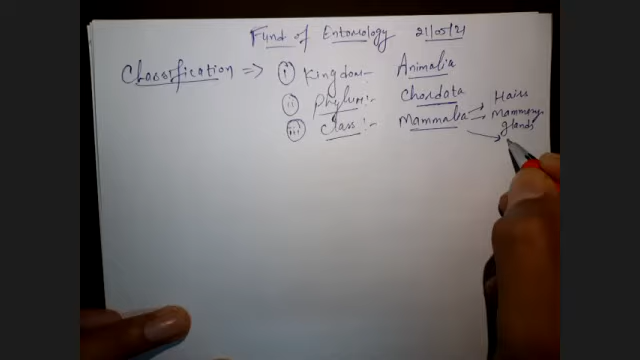 Fund of Entomology 21/05/21
Classification => (i) Kingdom:- Animalia
(ii) Phylum:- Chordata
(iii) Class:- Mammalia → Hairs
→ Mammary
glands